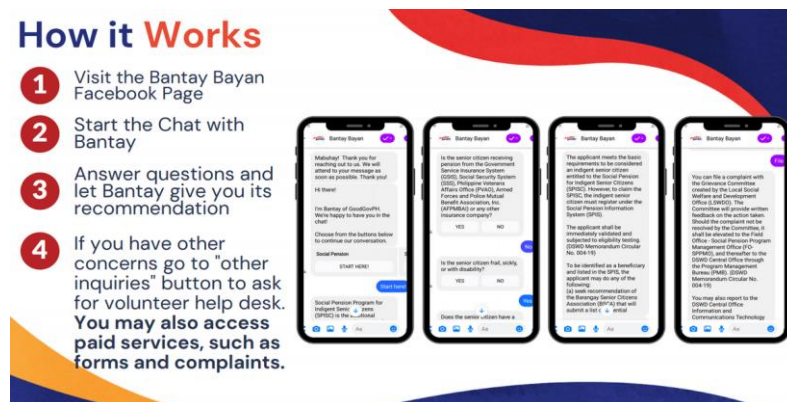 How it Works
1 Visit the Bantay Bayan
Facebook Page
2 Start the Chat with
Bantay
3 Answer questions and
let Bantay give you its
recommendation
4 If you have other
concerns go to "other
inquiries" button to ask
for volunteer help desk.
You may also access
paid services, such as
forms and complaints.
Bantay Bayan
Mabuhay! Thank you for
reaching out to us. We will
attend to your message as
soon as possible. Thank you!
Hi there!
I'm Bantay of GoodGovPH.
We're happy to have you in the
chat!
Choose from the buttons below
to continue our conversation.
Social Pension
START HERE!
Start here!
Social Pension Program for
Indigent Senior
(SPISC) is the
Aa
Bantay Bayan
Is the senior citizen receiving
pension from the Government
Service Insurance System
(GSIS), Social Security System
(SSS), Philippine Veterans
Affairs Office (PVAO), Armed
Forces and Police Mutual
Benefit Association, Inc.
(AFPMBAI) or any other
insurance company?
YES NO
No
Is the senior citizen frail, sickly,
or with disability?
YES NO
Yes
Does the senior citizen have a
Aa
Bantay Bayan
The applicant meets the basic
requirements to be considered
an indigent senior citizen
entitled to the Social Pension
for Indigent Senior Citizens
(SPISC). However, to claim the
SPISC, the indigent senior
citizen must register under the
Social Pension Information
System (SPIS).
The applicant shall be
immediately validated and
subjected to eligibility testing.
(DSWD Memorandum Circular
No. 004-19)
To be identified as a beneficiary
and listed in the SPIS, the
applicant may do any of the
following:
(a) seek recommendation of
the Barangay Senior Citizens
Association that will
submit a list
Aa
Bantay Bayan
File
You can file a complaint with
the Grievance Committee
created by the Local Social
Welfare and Development
Office (LSWDO). The
Committee will provide written
feedback on the action taken.
Should the complaint not be
resolved by the Committee, it
shall be elevated to the Field
Office - Social Pension Program
Management Office (FO-
SPPMO), and thereafter to the
DSWD Central Office through
the Program Management
Bureau (PMB). (DSWD
Memorandum Circular No.
004-19)
You may also report to the
DSWD Central Office
Information and
Communications Technology
Aa